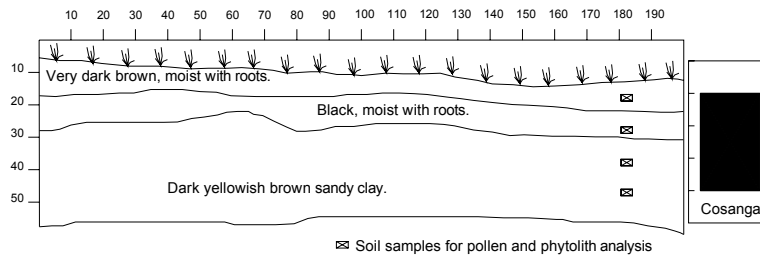 10 20 30 40 50 60 70 80 90 100 110 120 130 140 150 160 170 180 190
10
Very dark brown, moist with roots.
20
Black, moist with roots.
30
40
Dark yellowish brown sandy clay.
50
Cosanga
Soil samples for pollen and phytolith analysis